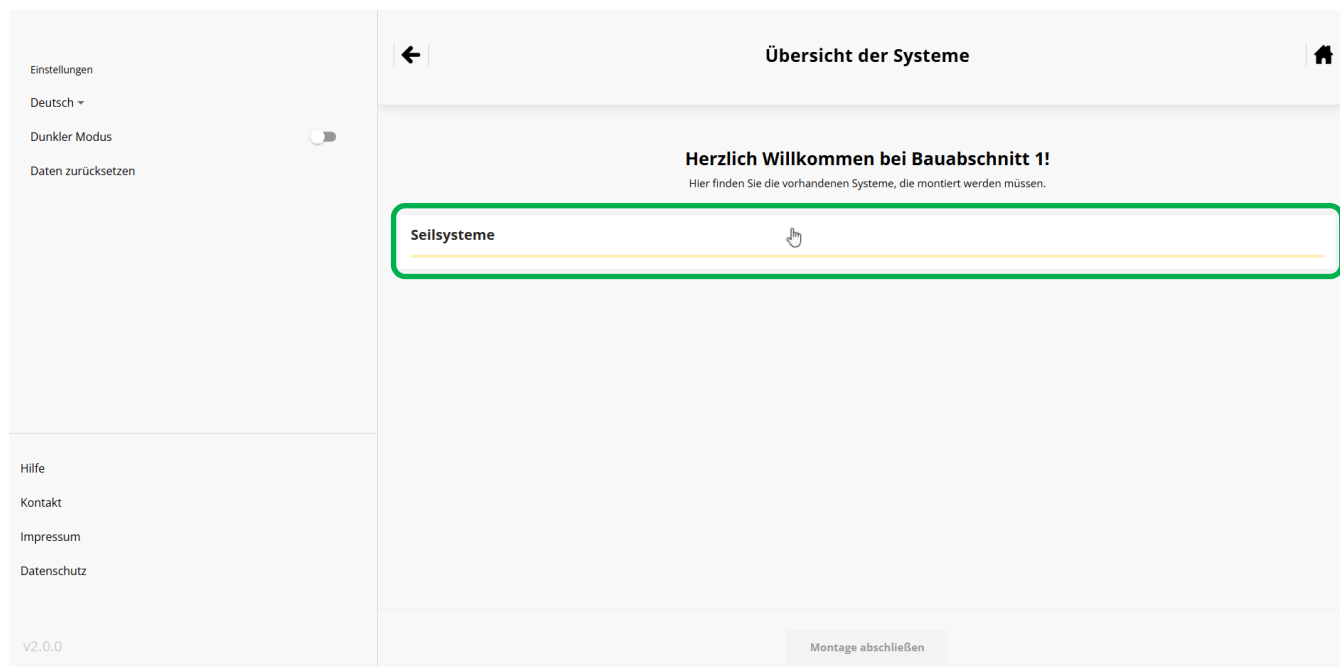 Einstellungen
Deutsch
Dunkler Modus
Daten zurücksetzen
Hilfe
Kontakt
Impressum
Datenschutz
v2.0.0
Übersicht der Systeme
Herzlich Willkommen bei Bauabschnitt 1!
Hier finden Sie die vorhandenen Systeme, die montiert werden müssen.
Seilsysteme
Montage abschließen